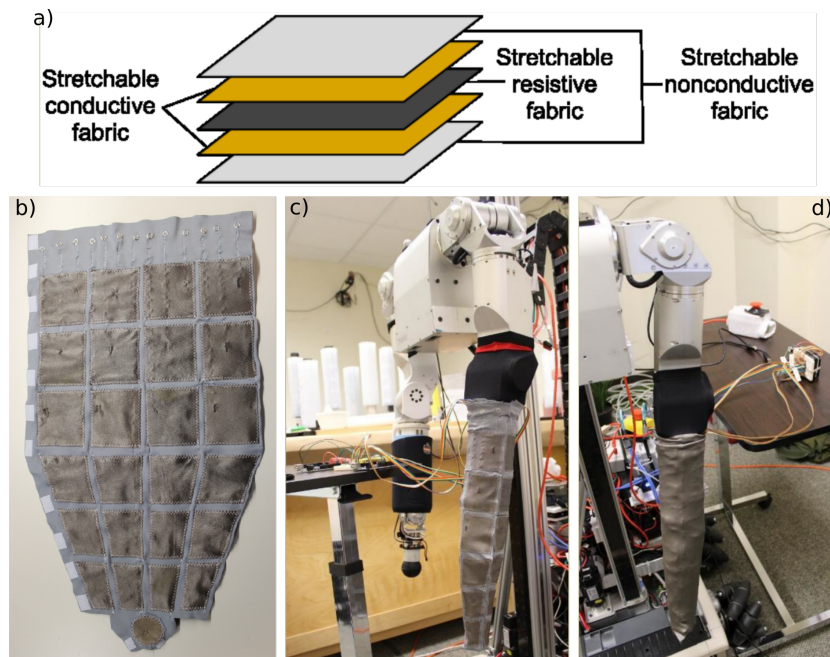 a)
Stretchable
conductive
fabric
Stretchable
resistive
fabric
Stretchable
nonconductive
fabric
b)
c)
d)